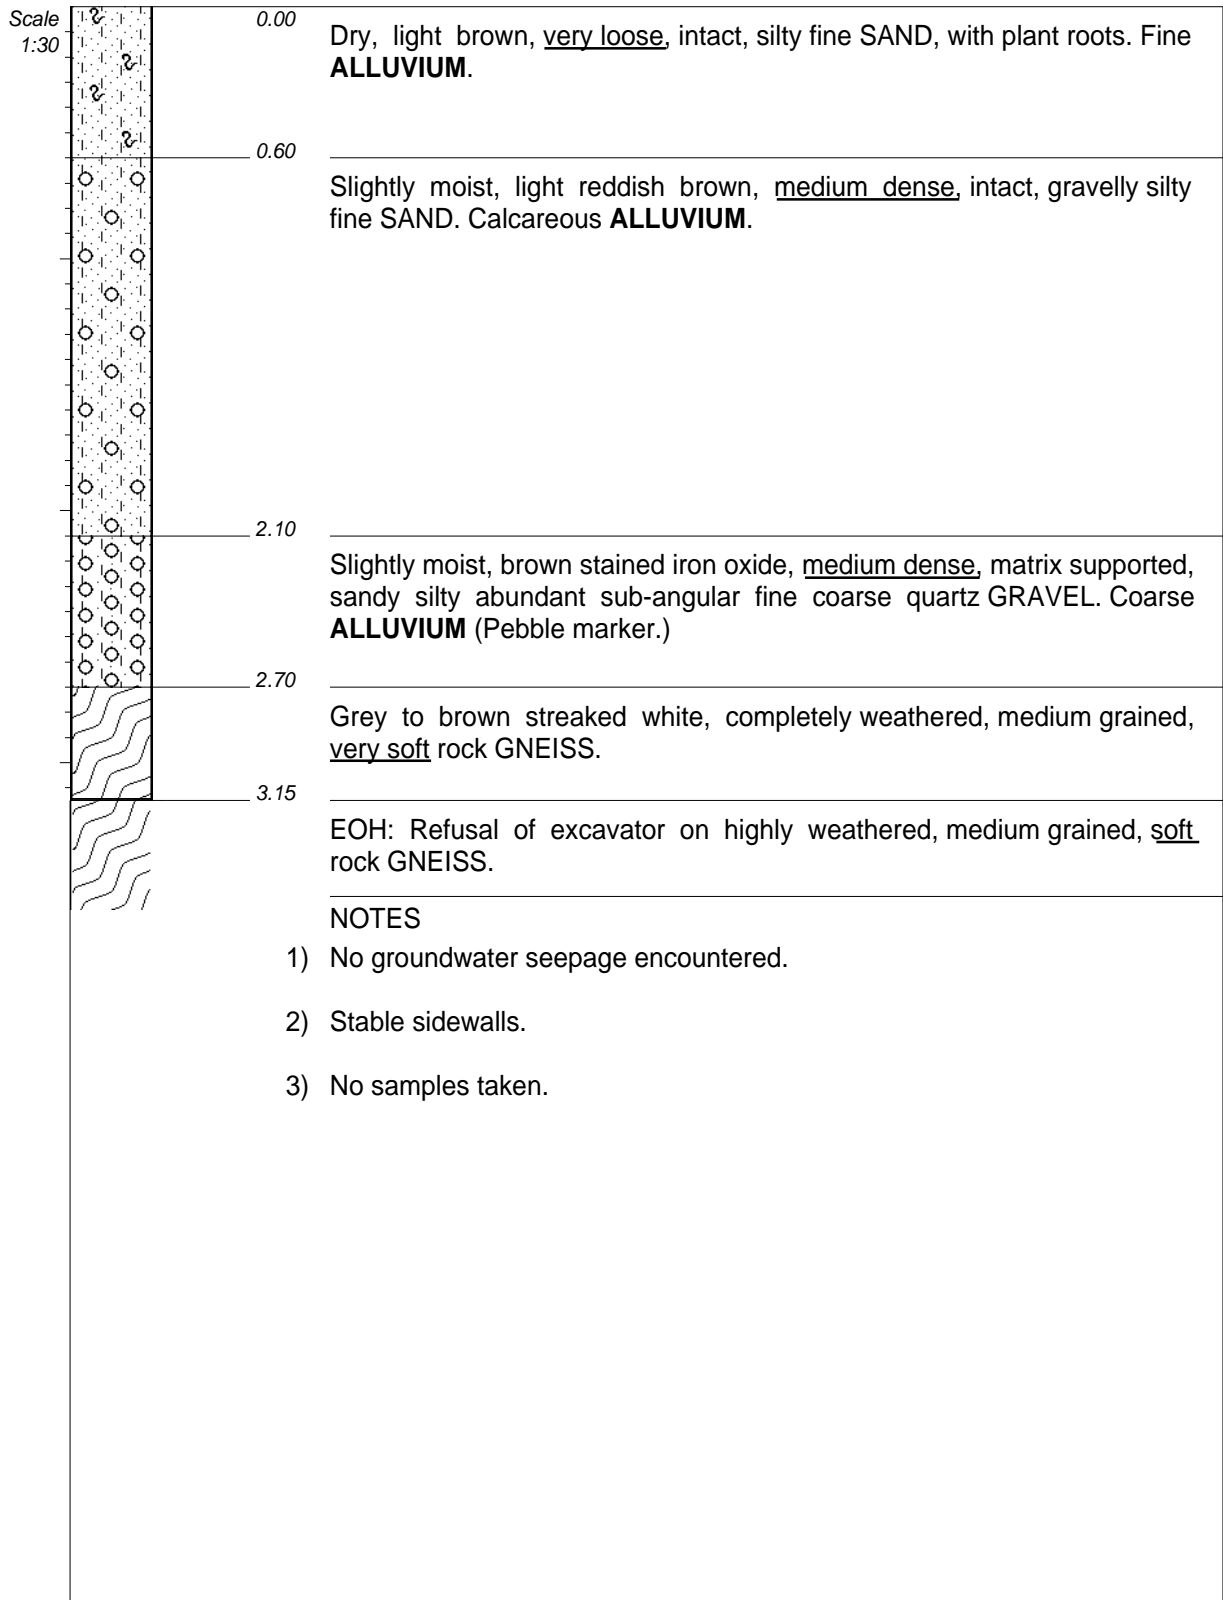 Scale
1:30
0.00
Dry, light brown, very loose, intact, silty fine SAND, with plant roots. Fine
ALLUVIUM.
0.60
Slightly moist, light reddish brown, medium dense, intact, gravelly silty
fine SAND. Calcareous ALLUVIUM.
2.10
Slightly moist, brown stained iron oxide, medium dense, matrix supported,
sandy silty abundant sub-angular fine coarse quartz GRAVEL. Coarse
ALLUVIUM (Pebble marker.)
2.70
Grey to brown streaked white, completely weathered, medium grained,
very soft rock GNEISS.
3.15
EOH: Refusal of excavator on highly weathered, medium grained, soft
rock GNEISS.
NOTES
1) No groundwater seepage encountered.
2) Stable sidewalls.
3) No samples taken.